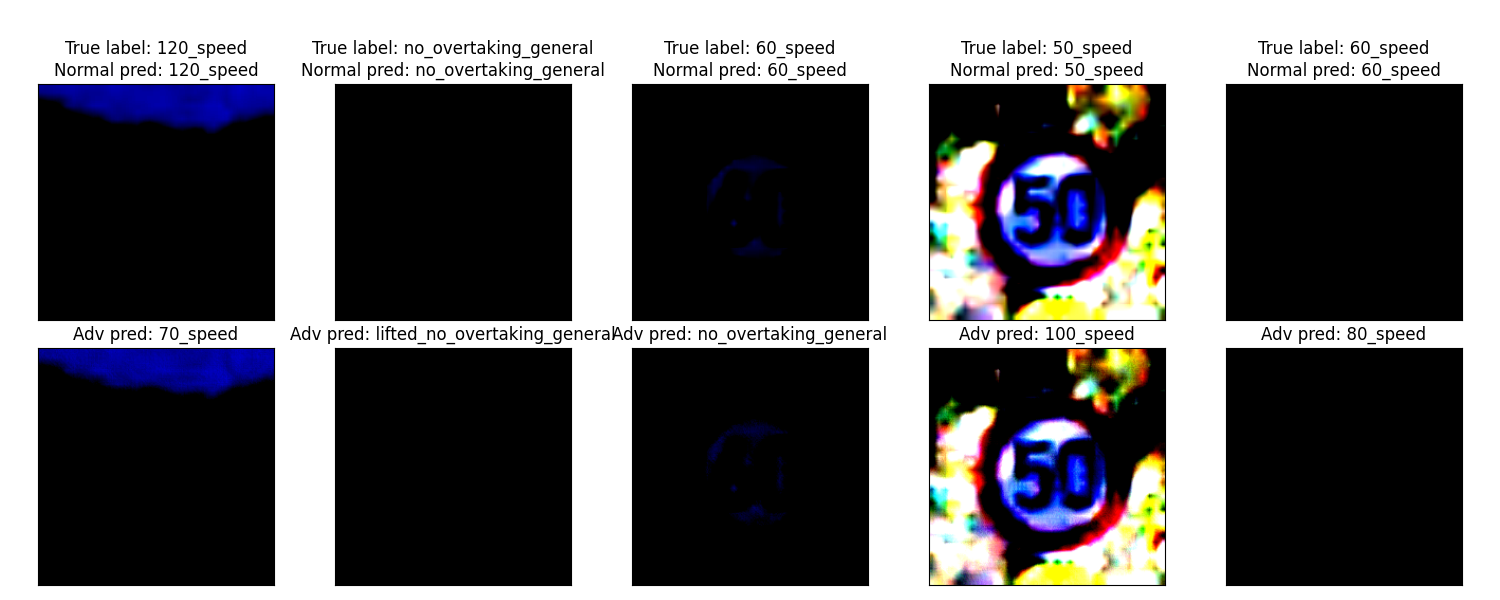 True label: 120_speed
Normal pred: 120_speed
True label: no_overtaking_general
Normal pred: no_overtaking_general
True label: 60_speed
Normal pred: 60_speed
True label: 50_speed
Normal pred: 50_speed
True label: 60_speed
Normal pred: 60_speed
50
Adv pred: 70_speed
Adv pred: lifted_no_overtaking_general
Adv pred: no_overtaking_general
Adv pred: 100_speed
Adv pred: 80_speed
50